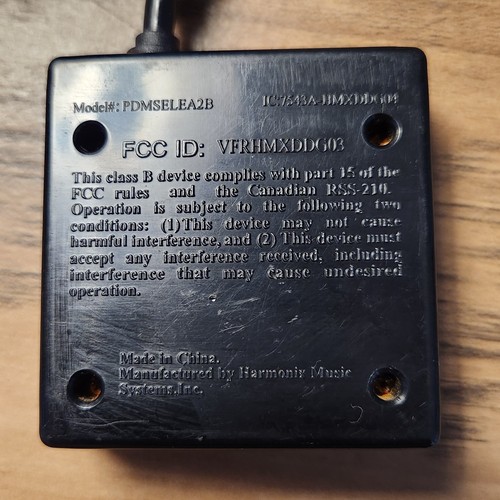 Model#: PDMSELEA2B IC:7543A-HMXDDG04
FCC ID: VFRHMXDDG03
This class B device complies with part 15 of the
FCC rules and the Canadian RSS-210.
Operation is subject to the following two
conditions: (1)This device may not cause
harmful interference, and (2) This device must
accept any interference received, including
interference that may cause undesired
operation.
Made in China.
Manufactured by Harmonix Music
Systems,Inc.